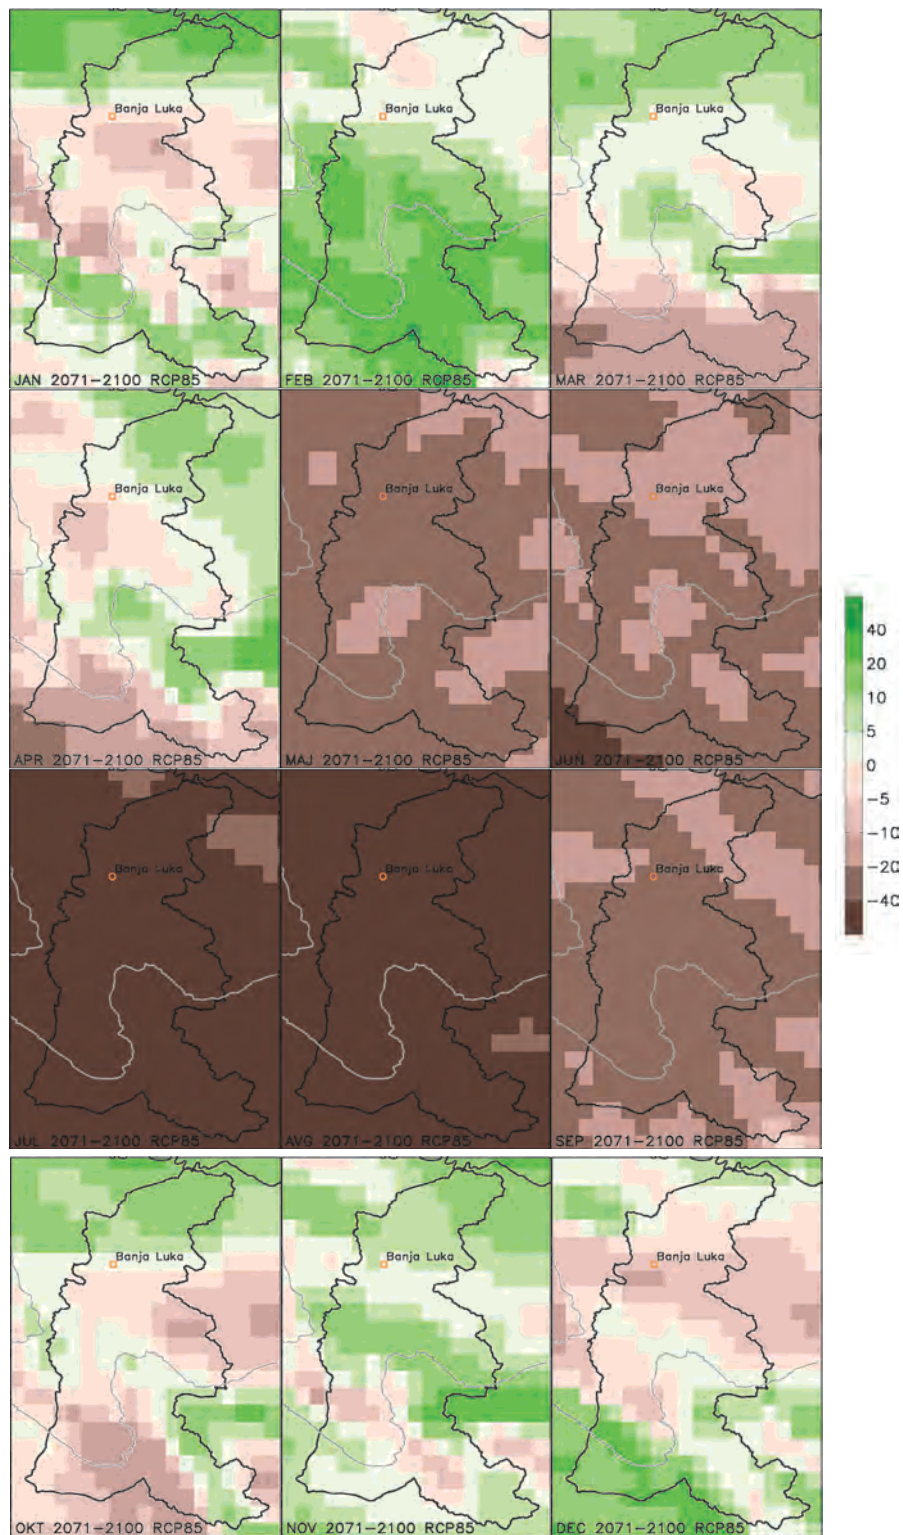 Banja Luka
Banja Luka
Banja Luka
JAN 2071-2100 RCP85
FEB 2071-2100 RCP85
MAR 2071-2100 RCP85
Banja Luka
Banja Luka
Banja Luka
APR 2071-2100 RCP85
MAJ 2071-2100 RCP85
JUN 2071-2100 RCP85
40
20
10
5
0
-5
-10
-20
-40
Banja Luka
Banja Luka
Banja Luka
JUL 2071-2100 RCP85
AVG 2071-2100 RCP85
SEP 2071-2100 RCP85
Banja Luka
Banja Luka
Banja Luka
OKT 2071-2100 RCP85
NOV 2071-2100 RCP85
DEC 2071-2100 RCP85